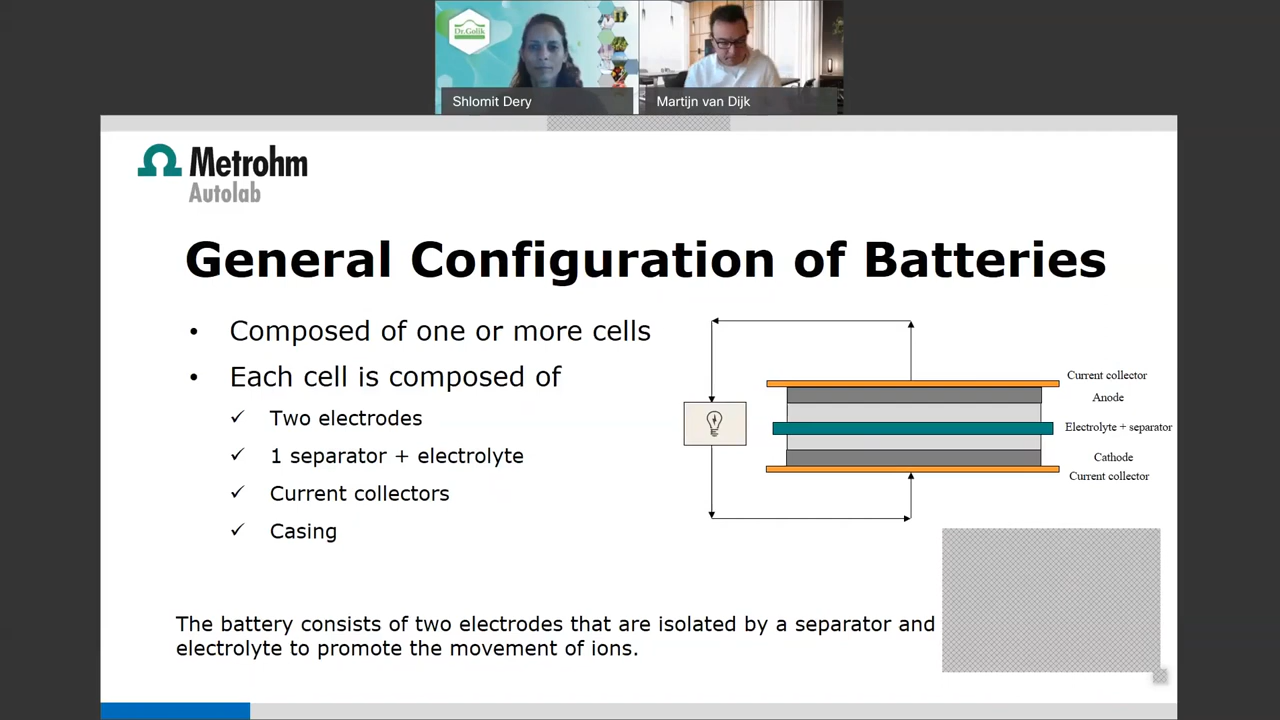 Dr.Golik
Shlomit Dery
Martijn van Dijk
Metrohm
Autolab
General Configuration of Batteries
• Composed of one or more cells
• Each cell is composed of
✓ Two electrodes
✓ 1 separator + electrolyte
✓ Current collectors
✓ Casing
Current collector
Anode
Electrolyte + separator
Cathode
Current collector
The battery consists of two electrodes that are isolated by a separator and
electrolyte to promote the movement of ions.